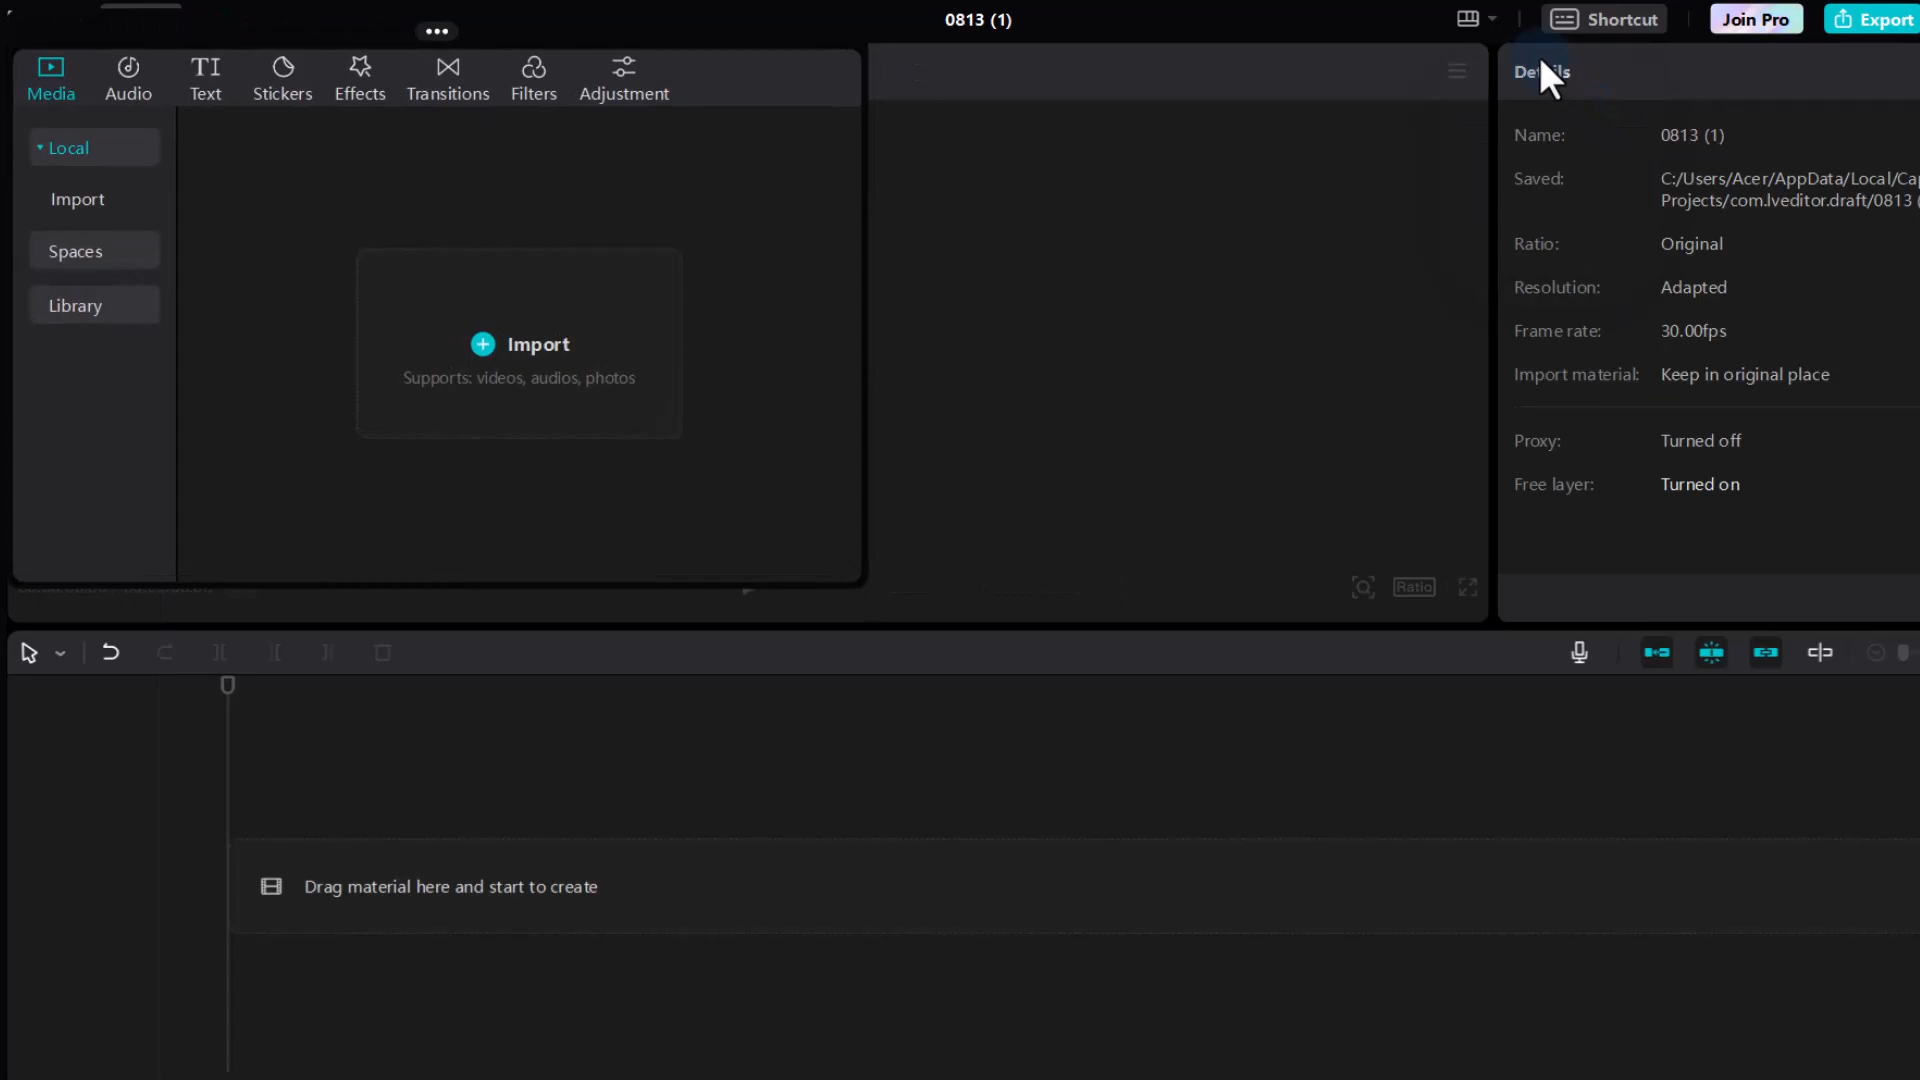 0813 (1)
Shortcut
Join Pro
Export
Media
Audio
Text
Stickers
Effects
Transitions
Filters
Adjustment
Local
Import
Spaces
Library
Import
Supports: videos, audios, photos
Ratio
Name: 0813 (1)
Saved: C:/Users/Acer/AppData/Local/Cap
Projects/com.lveditor.draft/0813 (
Ratio: Original
Resolution: Adapted
Frame rate: 30.00fps
Import material: Keep in original place
Proxy: Turned off
Free layer: Turned on
Drag material here and start to create